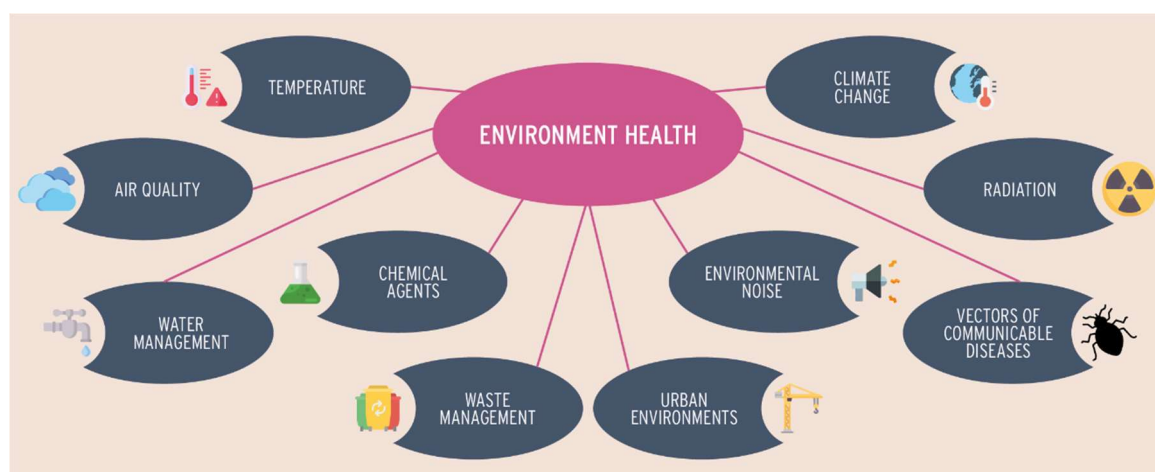 TEMPERATURE
CLIMATE
CHANGE
ENVIRONMENT HEALTH
AIR QUALITY
RADIATION
CHEMICAL
AGENTS
ENVIRONMENTAL
NOISE
WATER
MANAGEMENT
VECTORS OF
COMMUNICABLE
DISEASES
WASTE
MANAGEMENT
URBAN
ENVIRONMENTS